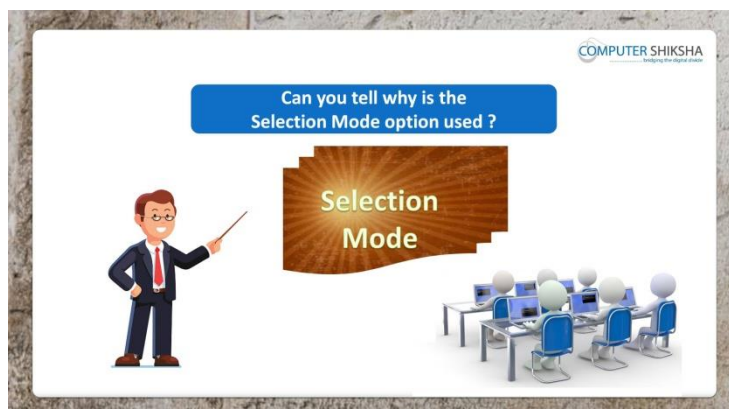 COMPUTER SHIKSHA
bridging the digital divide
Can you tell why is the
Selection Mode option used ?
Selection
Mode